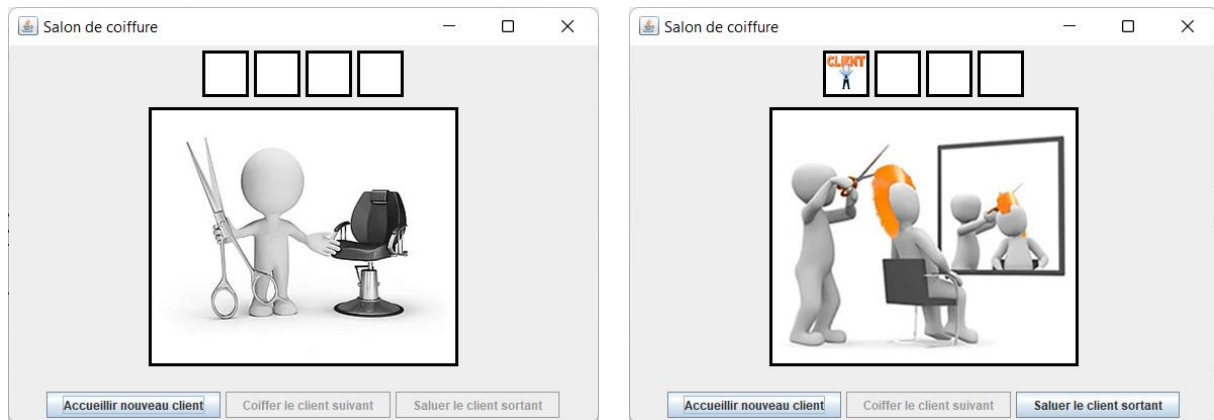 Salon de coiffure
Accueillir nouveau client Coiffer le client suivant Saluer le client sortant
Salon de coiffure
CLIENT
Accueillir nouveau client Coiffer le client suivant Saluer le client sortant